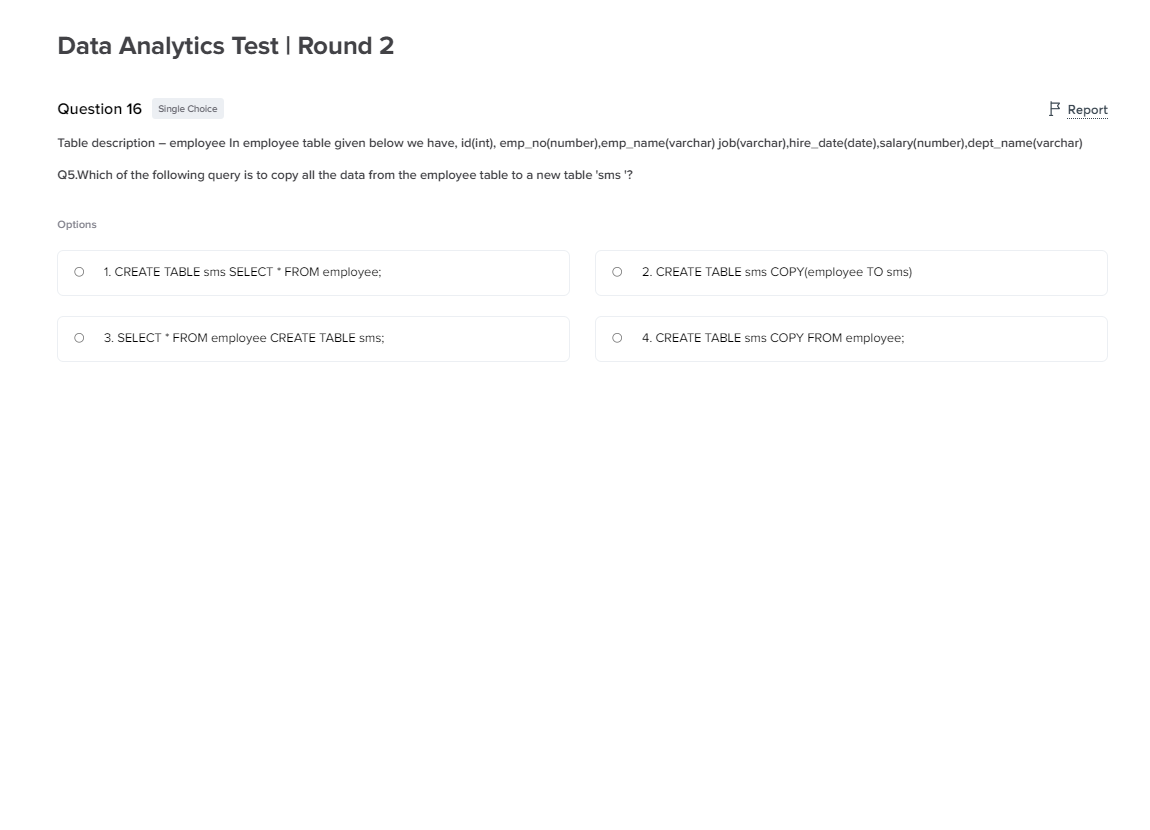 Data Analytics Test | Round 2
Question 16 Single Choice Report
Table description – employee In employee table given below we have, id(int), emp_no(number),emp_name(varchar) job(varchar),hire_date(date),salary(number),dept_name(varchar)
Q5.Which of the following query is to copy all the data from the employee table to a new table 'sms '?
Options
1. CREATE TABLE sms SELECT * FROM employee;
2. CREATE TABLE sms COPY(employee TO sms)
3. SELECT * FROM employee CREATE TABLE sms;
4. CREATE TABLE sms COPY FROM employee;